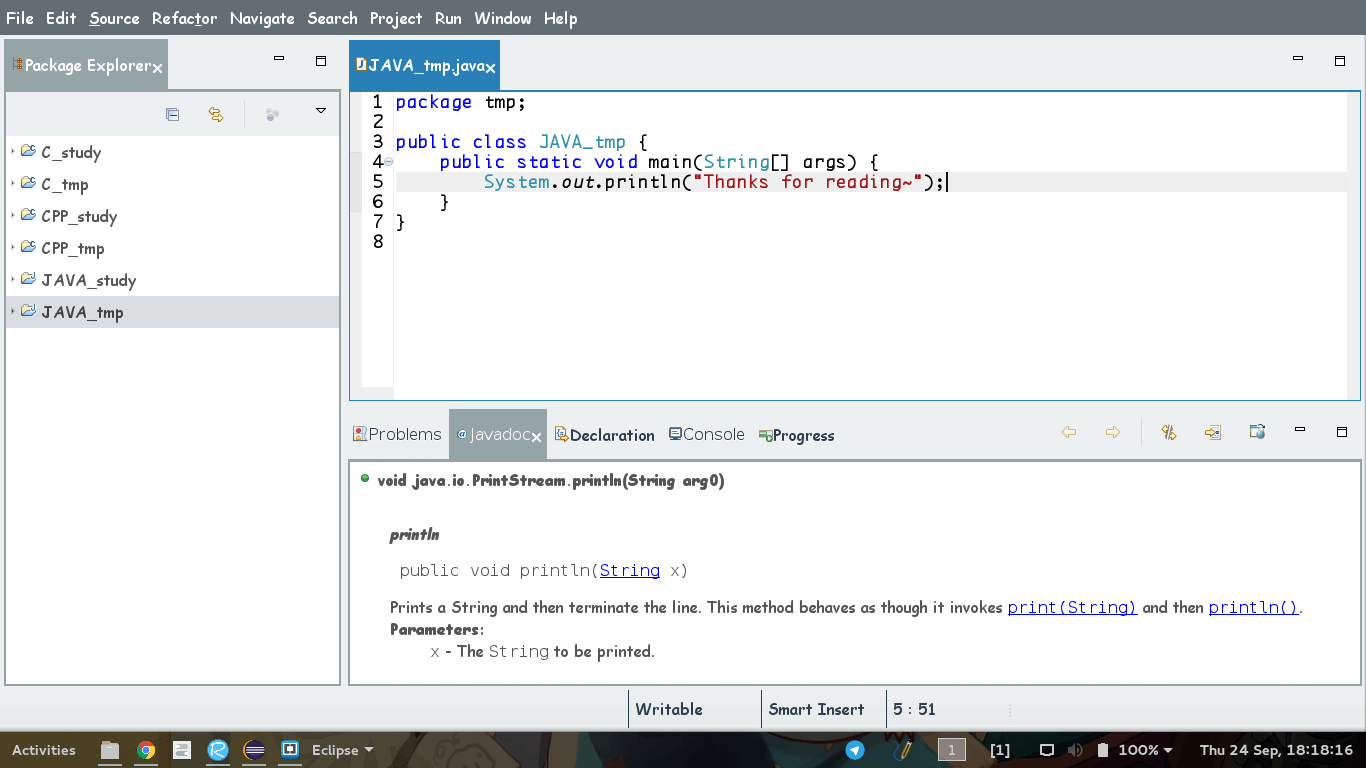 File Edit Source Refactor Navigate Search Project Run Window Help
Package Explorer
C_study
C_tmp
CPP_study
CPP_tmp
JAVA_study
JAVA_tmp
JAVA_tmp.java
1 package tmp;
2
3 public class JAVA_tmp {
4     public static void main(String[] args) {
5         System.out.println("Thanks for reading~");
6     }
7 }
8
Problems @ Javadoc Declaration Console Progress
void java.io.PrintStream.println(String arg0)
println
public void println(String x)
Prints a String and then terminate the line. This method behaves as though it invokes print(String) and then println().
Parameters:
x - The String to be printed.
Writable Smart Insert 5 : 51
Activities Eclipse 1 [1] 100% Thu 24 Sep, 18:18:16